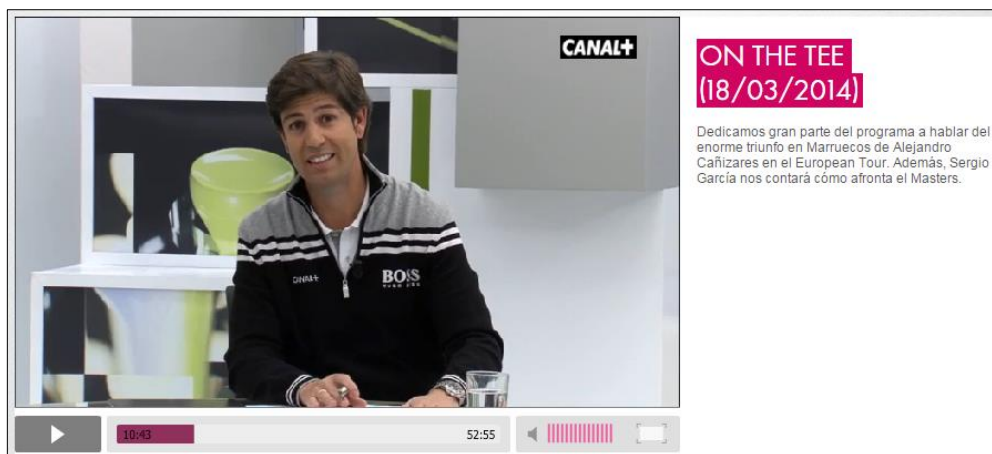 CANAL+
CANAL+
BOSS
10:43
52:55
ON THE TEE
(18/03/2014)
Dedicamos gran parte del programa a hablar del
enorme triunfo en Marruecos de Alejandro
Cañizares en el European Tour. Además, Sergio
García nos contará cómo afronta el Masters.